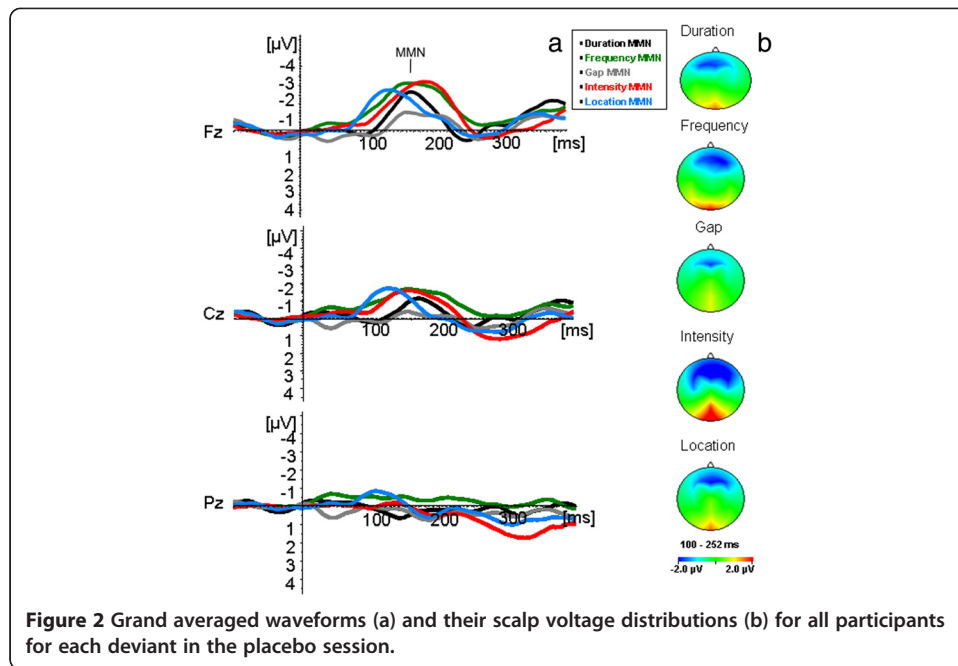 [µV]
-4
-3
-2
-1
Fz
1
2
3
4
MMN
100 200 300
[ms]
a
Duration MMN
Frequency MMN
Gap MMN
Intensity MMN
Location MMN
[µV]
-4
-3
-2
-1
Cz
1
2
3
4
100 200 300
[ms]
[µV]
-4
-3
-2
-1
Pz
1
2
3
4
100 200 300
[ms]
b
Duration
Frequency
Gap
Intensity
Location
100 - 252 ms
-2.0 µV 2.0 µV
Figure 2 Grand averaged waveforms (a) and their scalp voltage distributions (b) for all participants
for each deviant in the placebo session.